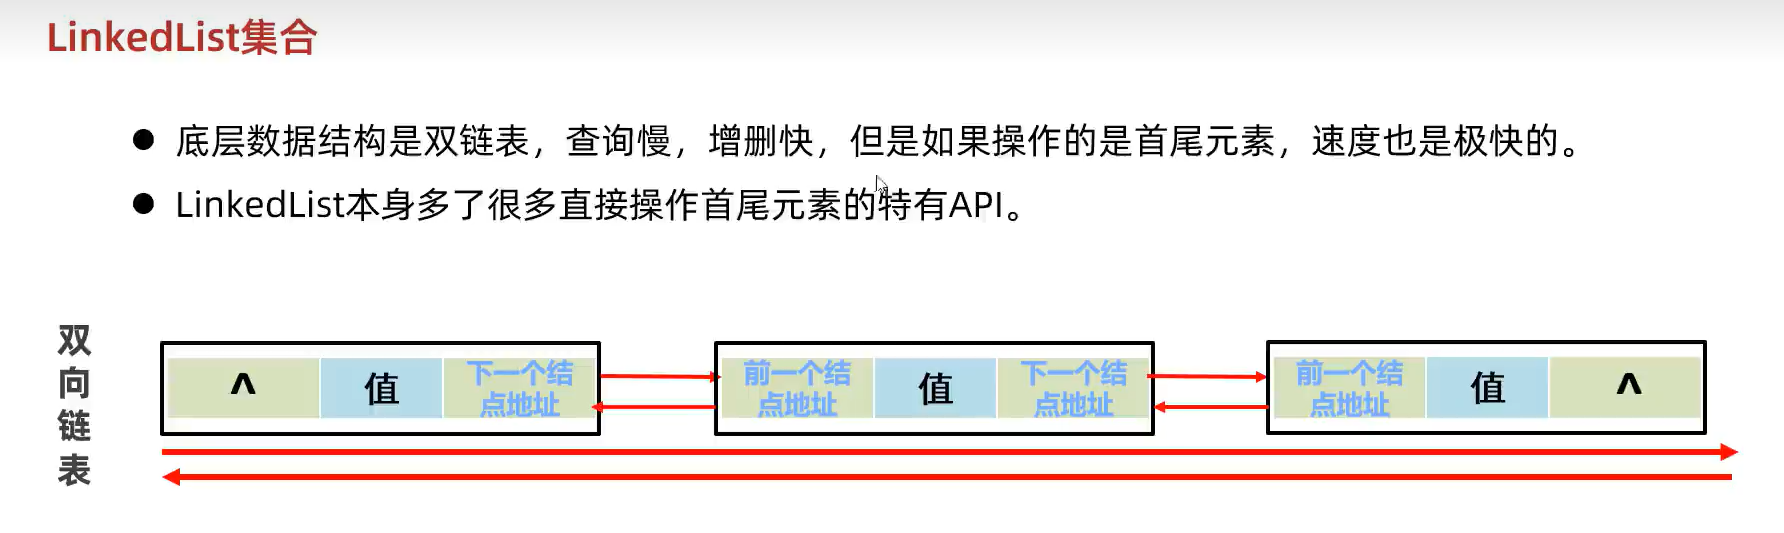 LinkedList集合
● 底层数据结构是双链表，查询慢，增删快，但是如果操作的是首尾元素，速度也是极快的。
● LinkedList本身多了很多直接操作首尾元素的特有API。
双向链表
^ 值 下一个结点地址
前一个结点地址 值 下一个结点地址
前一个结点地址 值 ^